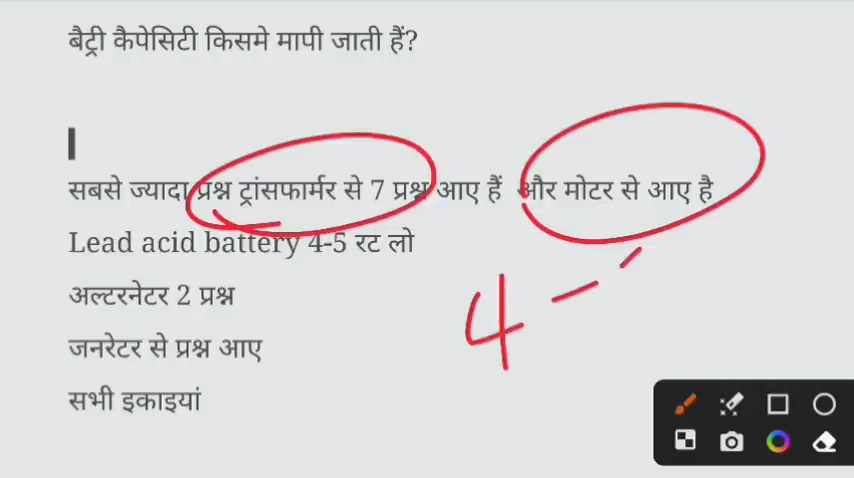 बैट्री कैपेसिटी किसमे मापी जाती हैं?
सबसे ज्यादा प्रश्न ट्रांसफार्मर से 7 प्रश्न आए हैं और मोटर से आए है
Lead acid battery 4-5 रट लो
अल्टरनेटर 2 प्रश्न
4 -
जनरेटर से प्रश्न आए
सभी इकाइयां